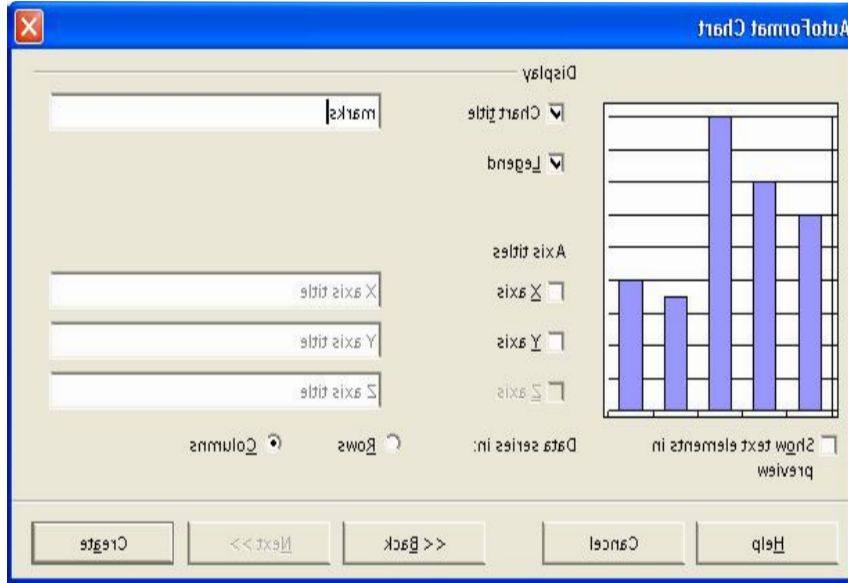 AutoFormat Chart
Display
Chart title marks
Legend
Axis titles
X axis X axis title
Y axis Y axis title
Z axis Z axis title
Show text elements in preview
Data series in: Rows Columns
Help Cancel << Back Next >> Create